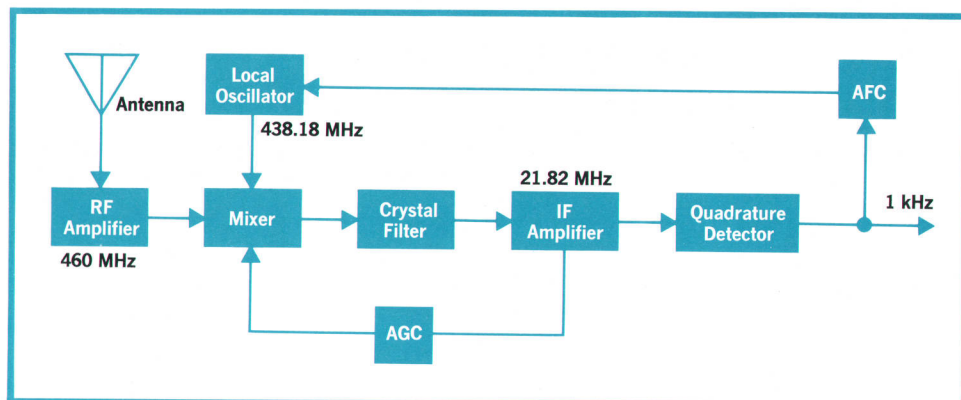 Antenna
Local
Oscillator
438.18 MHz
AFC
RF
Amplifier
460 MHz
Mixer
Crystal
Filter
21.82 MHz
IF
Amplifier
Quadrature
Detector
1 kHz
AGC